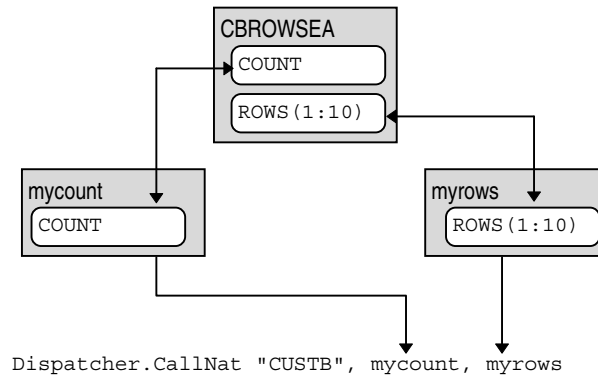 CBROWSEA
COUNT
ROWS(1:10)
mycount
COUNT
myrows
ROWS(1:10)
Dispatcher.CallNat "CUSTB", mycount, myrows